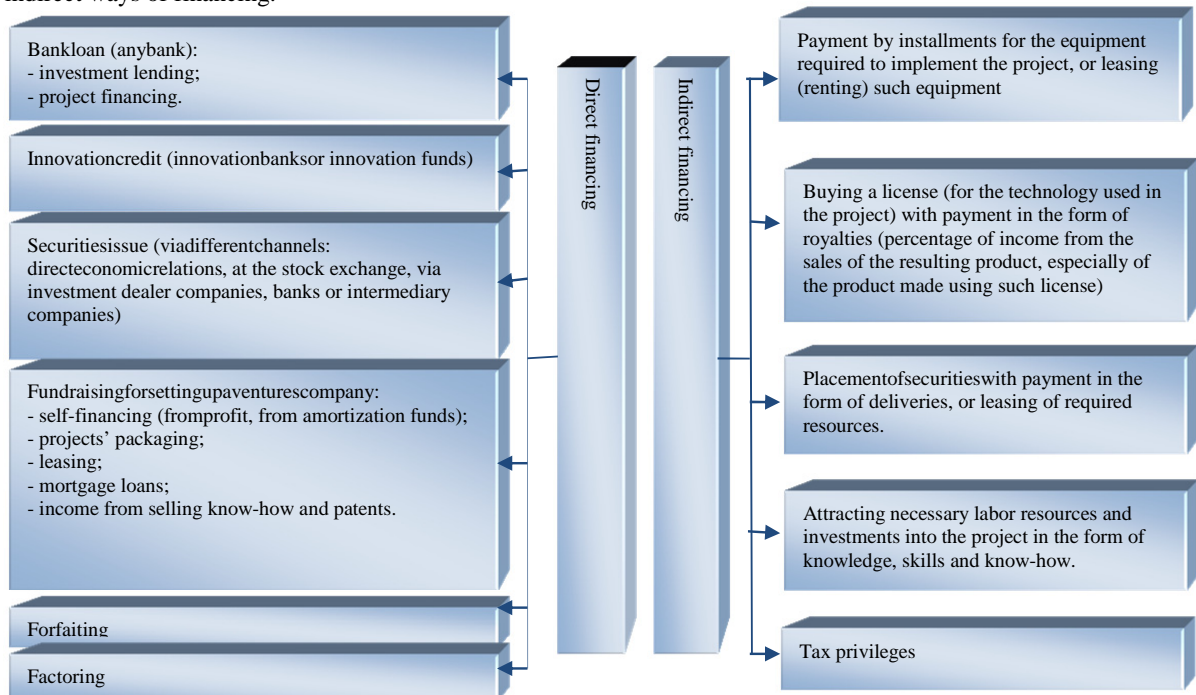 indirect ways of financing.
Bankloan (anybank):
- investment lending;
- project financing.
Innovationcredit (innovationbanksor innovation funds)
Securitiesissue (viadifferentchannels:
directeconomicrelations, at the stock exchange, via
investment dealer companies, banks or intermediary
companies)
Fundraisingforsettingupaventurescompany:
- self-financing (fromprofit, from amortization funds);
- projects’ packaging;
- leasing;
- mortgage loans;
- income from selling know-how and patents.
Forfaiting
Factoring
Direct financing
Indirect financing
Payment by installments for the equipment
required to implement the project, or leasing
(renting) such equipment
Buying a license (for the technology used in
the project) with payment in the form of
royalties (percentage of income from the
sales of the resulting product, especially of
the product made using such license)
Placementofsecuritieswith payment in the
form of deliveries, or leasing of required
resources.
Attracting necessary labor resources and
investments into the project in the form of
knowledge, skills and know-how.
Tax privileges